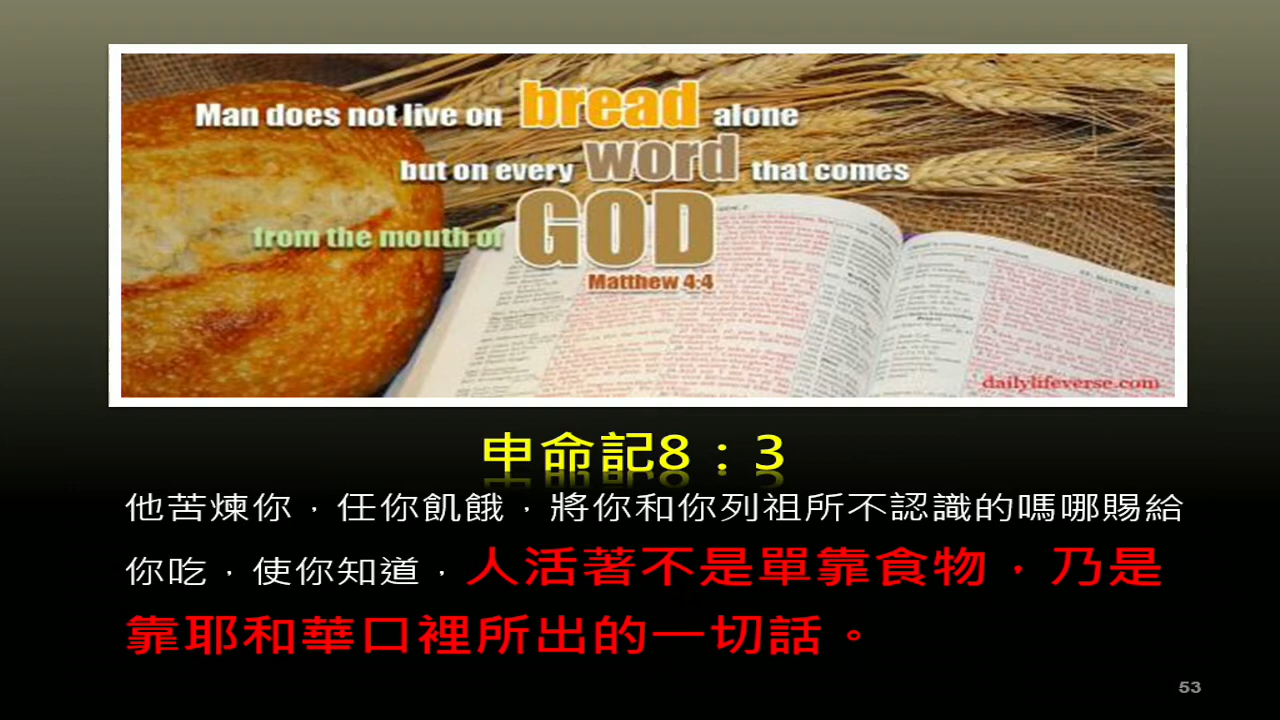 Man does not live on bread alone
but on every word that comes
from the mouth of GOD
Matthew 4:4
dailylifeverse.com
申命記8：3
他苦煉你，任你飢餓，將你和你列祖所不認識的嗎哪賜給
你吃，使你知道，人活著不是單靠食物，乃是
靠耶和華口裡所出的一切話。
53